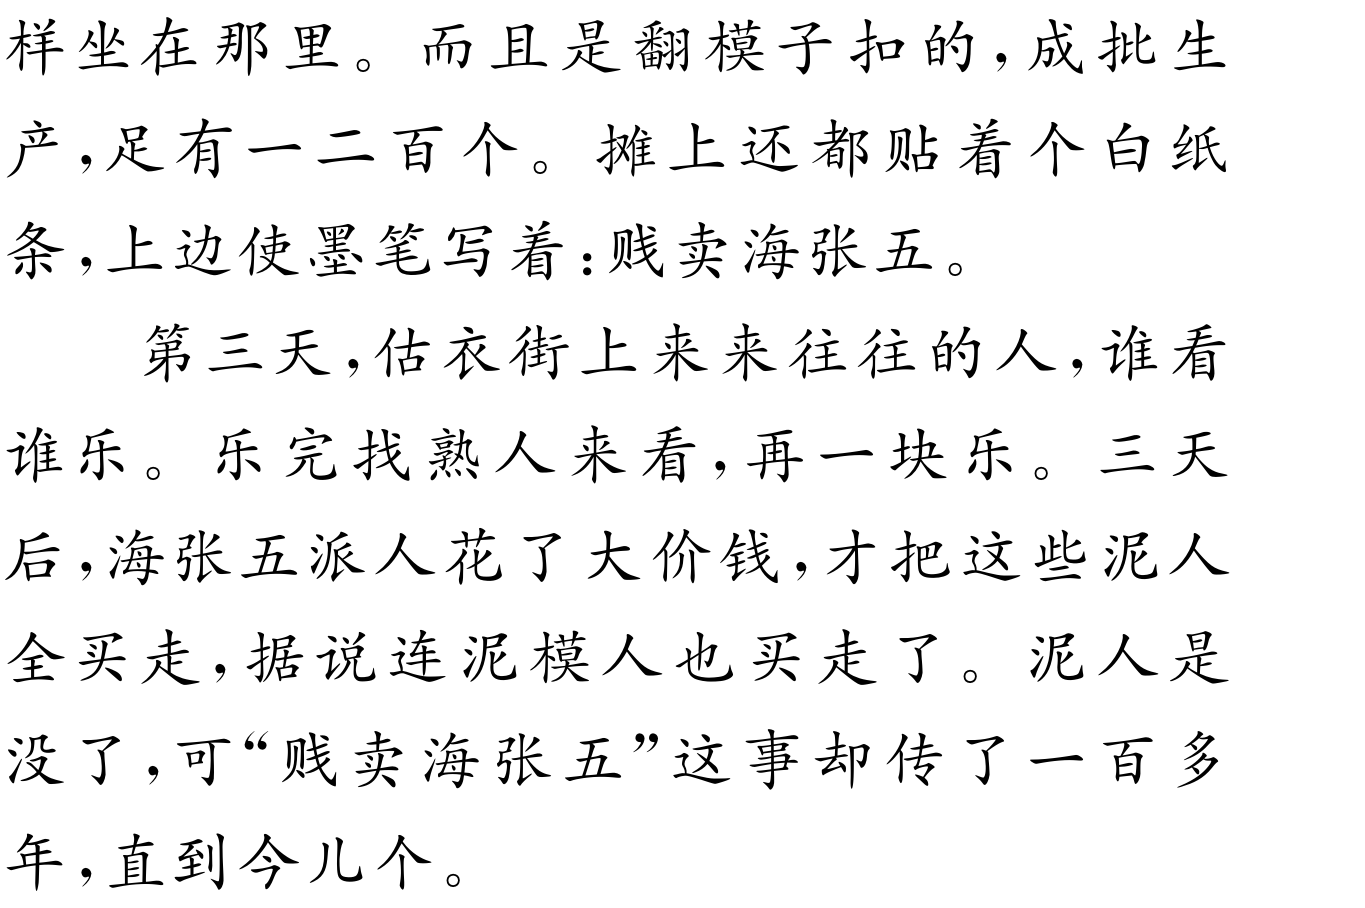 样坐在那里。而且是翻模子扣的,成批生
产,足有一二百个。摊上还都贴着个白纸
条,上边使墨笔写着:贱卖海张五。
第三天,估衣街上来来往往的人,谁看
谁乐。乐完找熟人来看,再一块乐。三天
后,海张五派人花了大价钱,才把这些泥人
全买走,据说连泥模人也买走了。泥人是
没了,可“贱卖海张五”这事却传了一百多
年,直到今儿个。